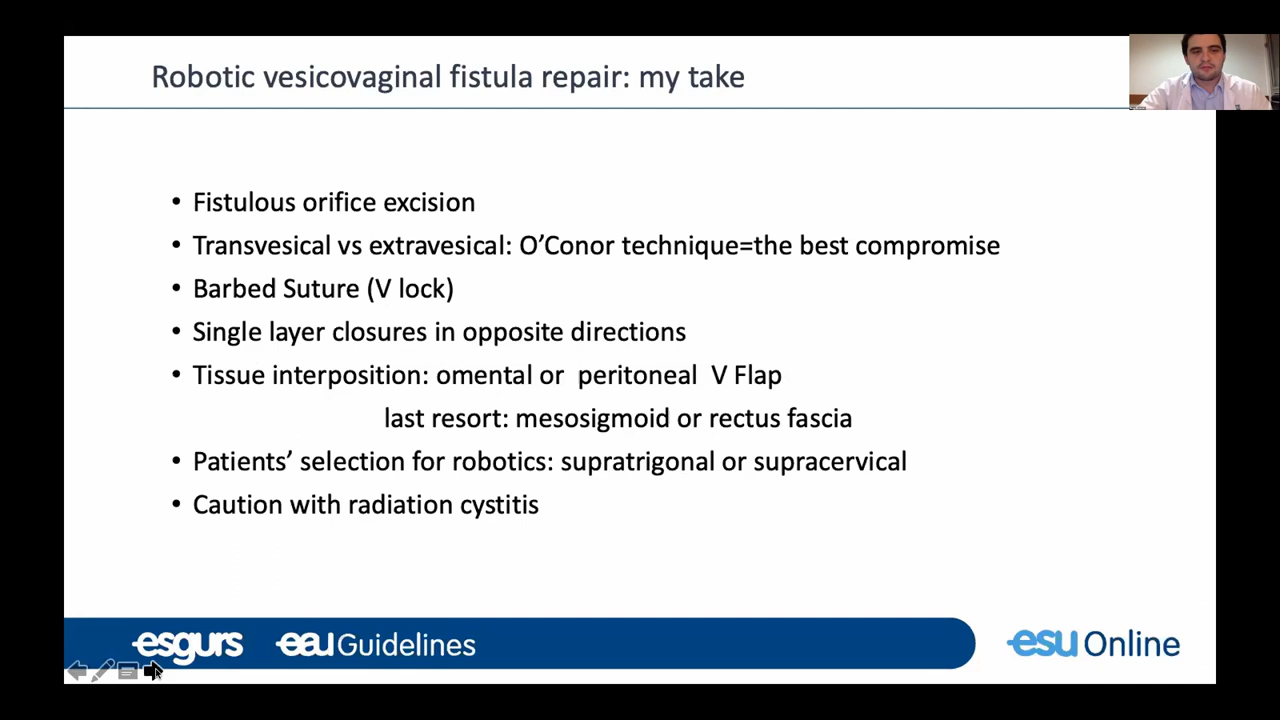 Robotic vesicovaginal fistula repair: my take
• Fistulous orifice excision
• Transvesical vs extravesical: O’Conor technique=the best compromise
• Barbed Suture (V lock)
• Single layer closures in opposite directions
• Tissue interposition: omental or peritoneal V Flap
last resort: mesosigmoid or rectus fascia
• Patients’ selection for robotics: supratrigonal or supracervical
• Caution with radiation cystitis
esgurs eau Guidelines esu Online